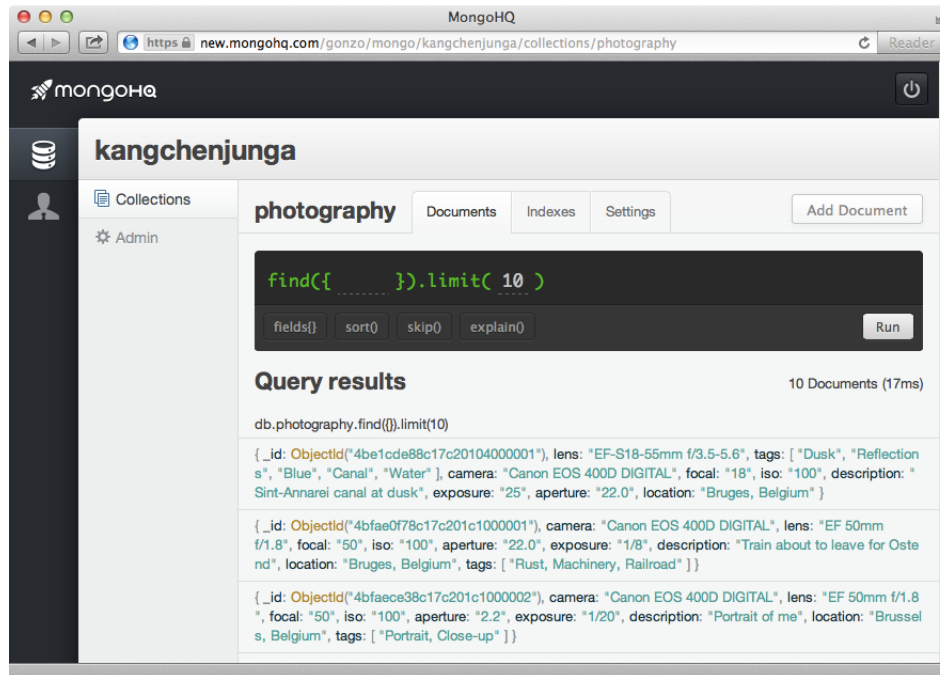 MongoHQ
https new.mongohq.com/gonzo/mongo/kangchenjunga/collections/photography
Reader
mongoHQ
kangchenjunga
Collections
Admin
photography
Documents
Indexes
Settings
Add Document
find({ }).limit( 10 )
fields{}
sort()
skip()
explain()
Run
Query results
10 Documents (17ms)
db.photography.find({}).limit(10)
{ _id: ObjectId("4be1cde88c17c20104000001"), lens: "EF-S18-55mm f/3.5-5.6", tags: [ "Dusk", "Reflection
s", "Blue", "Canal", "Water" ], camera: "Canon EOS 400D DIGITAL", focal: "18", iso: "100", description: "
Sint-Annarei canal at dusk", exposure: "25", aperture: "22.0", location: "Bruges, Belgium" }
{ _id: ObjectId("4bfae0f78c17c201c1000001"), camera: "Canon EOS 400D DIGITAL", lens: "EF 50mm
f/1.8", focal: "50", iso: "100", aperture: "22.0", exposure: "1/8", description: "Train about to leave for Oste
nd", location: "Bruges, Belgium", tags: [ "Rust, Machinery, Railroad" ] }
{ _id: ObjectId("4bfaece38c17c201c1000002"), camera: "Canon EOS 400D DIGITAL", lens: "EF 50mm f/1.8
", focal: "50", iso: "100", aperture: "2.2", exposure: "1/20", description: "Portrait of me", location: "Brussel
s, Belgium", tags: [ "Portrait, Close-up" ] }